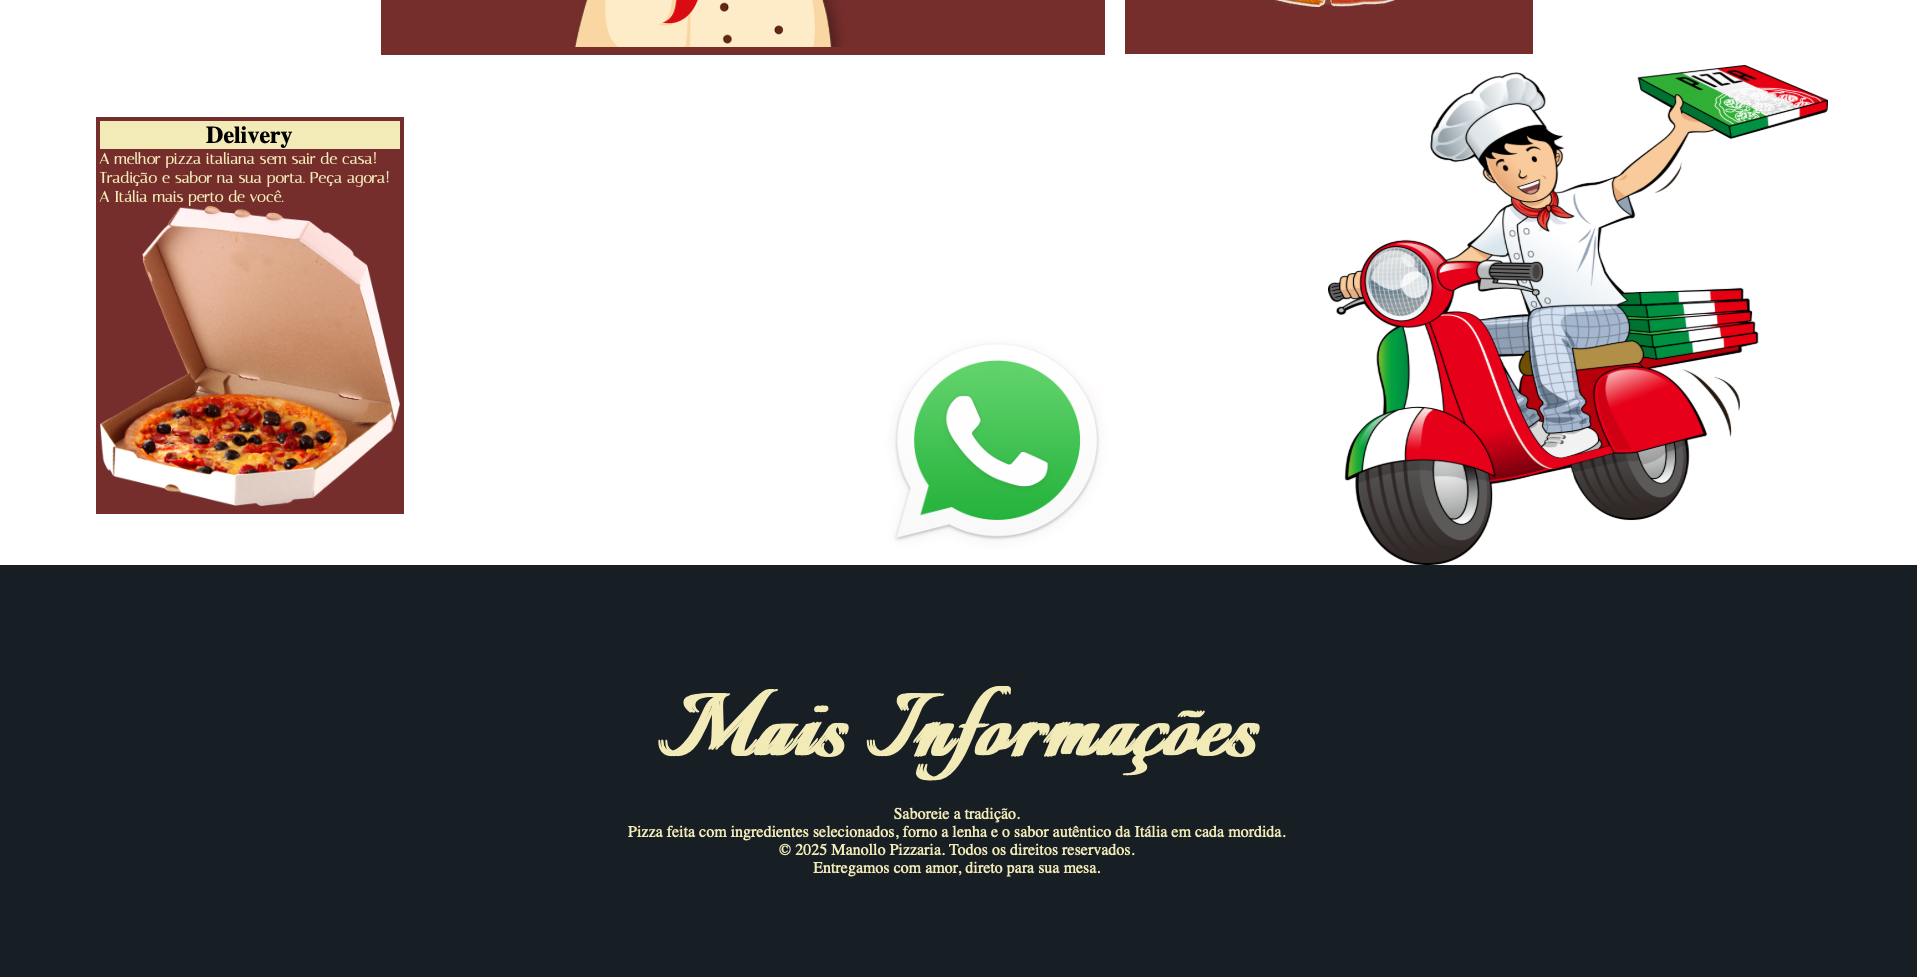 PIZZA
Delivery
A melhor pizza italiana sem sair de casa!
Tradição e sabor na sua porta. Peça agora!
A Itália mais perto de você.
Mais Informações
Saboreie a tradição.
Pizza feita com ingredientes selecionados, forno a lenha e o sabor autêntico da Itália em cada mordida.
© 2025 Manollo Pizzaria. Todos os direitos reservados.
Entregamos com amor, direto para sua mesa.